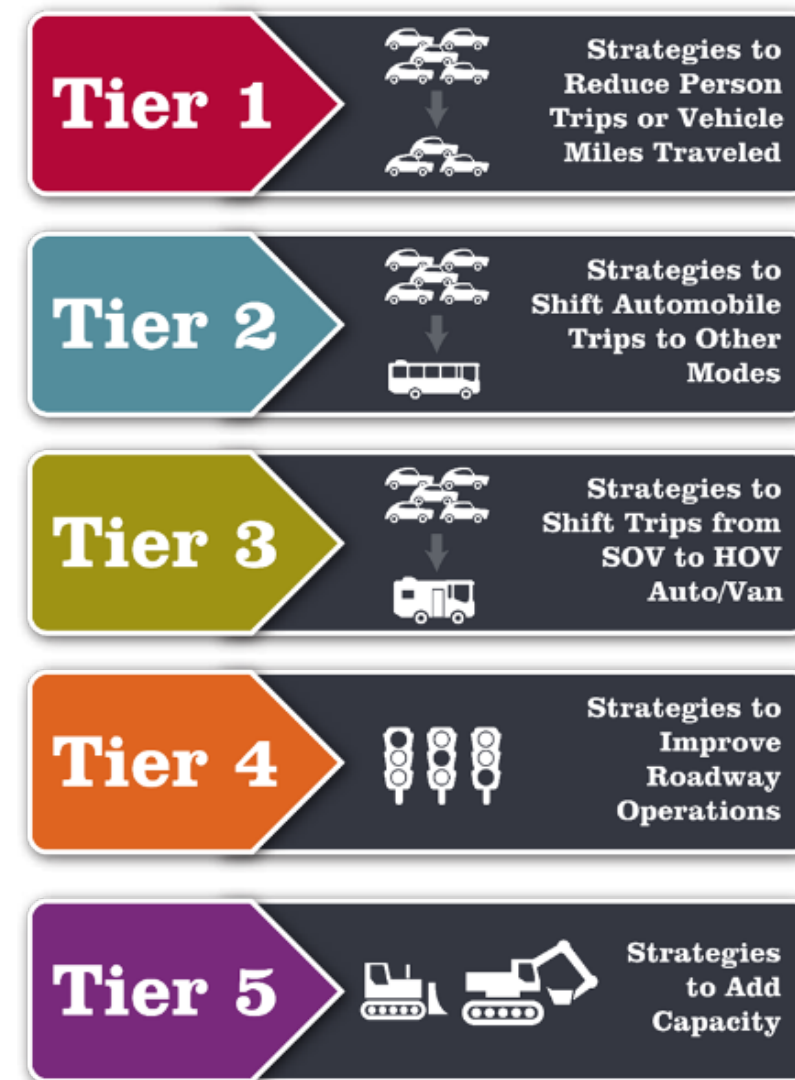 Tier 1
Strategies to
Reduce Person
Trips or Vehicle
Miles Traveled
Tier 2
Strategies to
Shift Automobile
Trips to Other
Modes
Tier 3
Strategies to
Shift Trips from
SOV to HOV
Auto/Van
Tier 4
Strategies to
Improve
Roadway
Operations
Tier 5
Strategies
to Add
Capacity